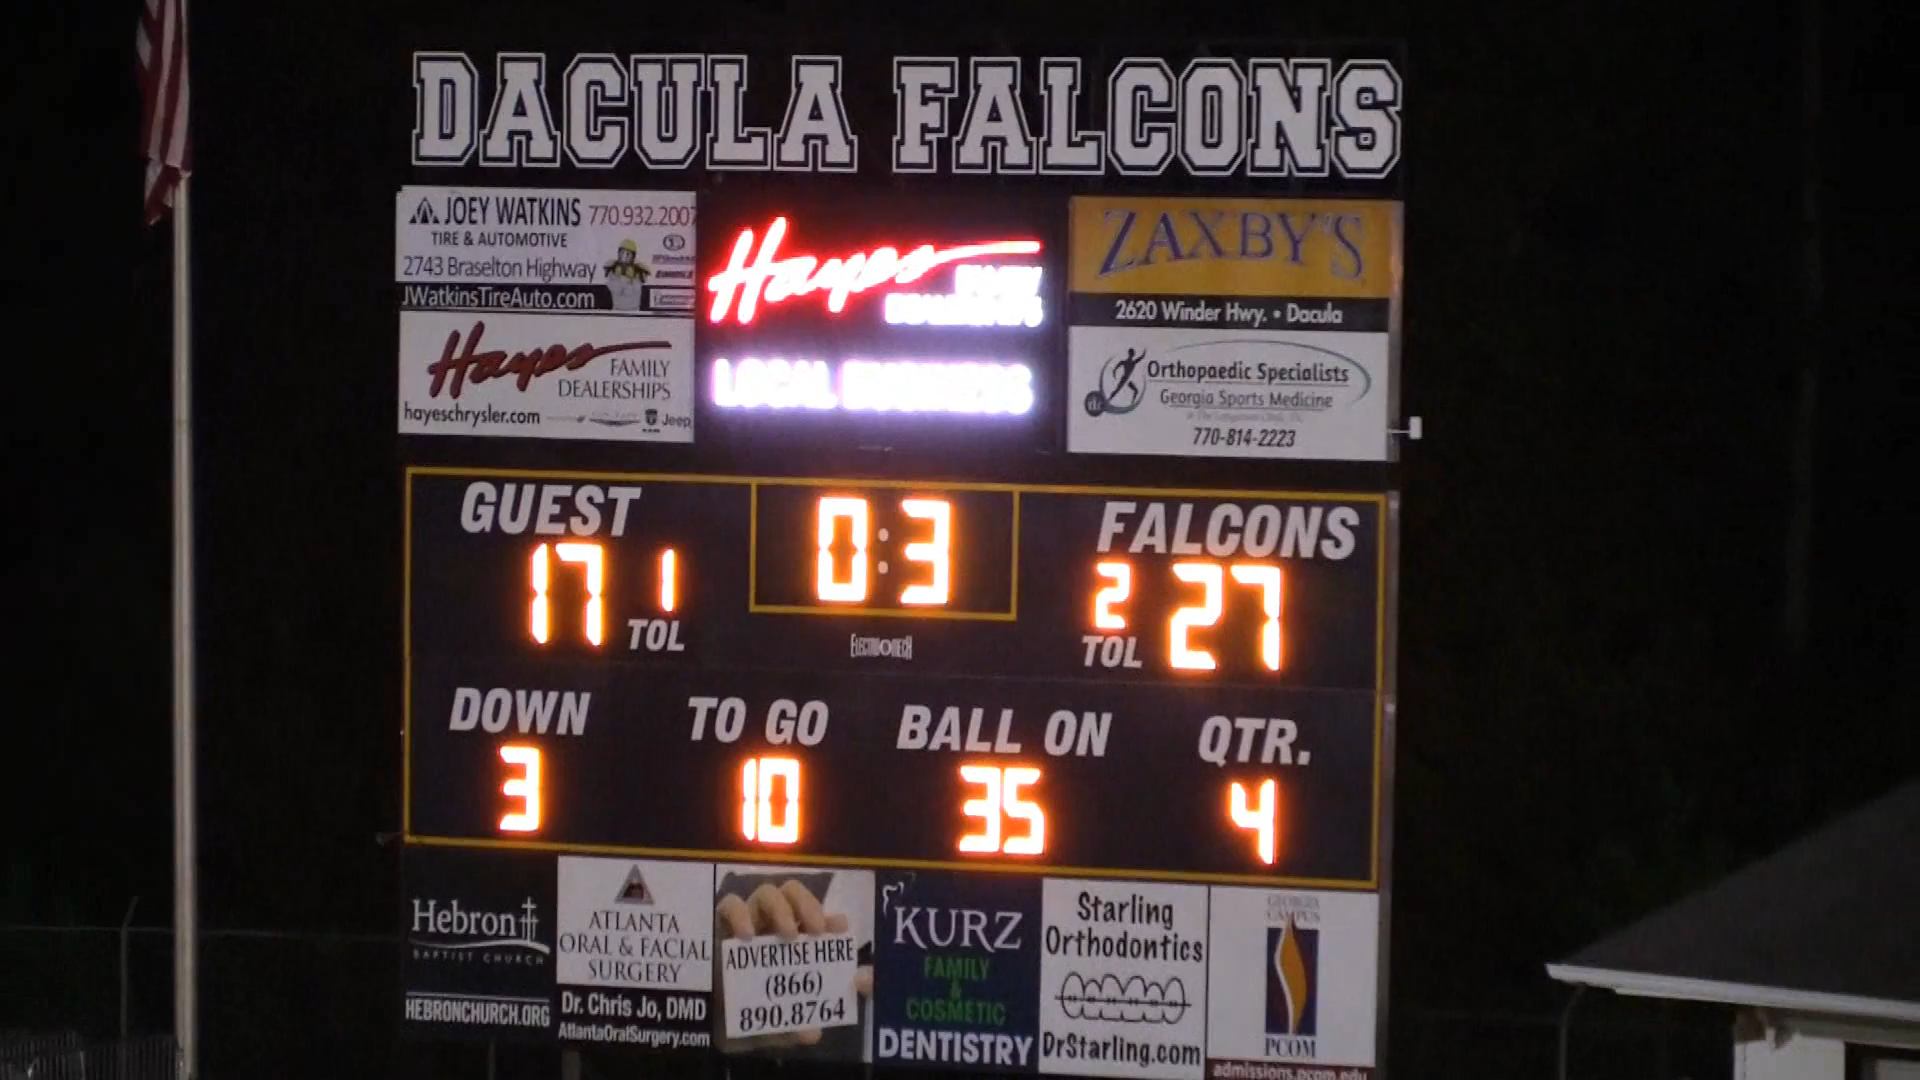 DACULA FALCONS
JOEY WATKINS 770.932.2007
TIRE & AUTOMOTIVE
2743 Braselton Highway
JWatkinsTireAuto.com
Hayes
FAMILY
DEALERSHIPS
hayeschrysler.com
Jeep
Hayes
LOCAL
ZAXBY'S
2620 Winder Hwy. • Dacula
Orthopaedic Specialists
Georgia Sports Medicine
770-814-2223
GUEST
17 1
TOL
0:3
ELECTRO-MECH
FALCONS
2 27
TOL
DOWN TO GO BALL ON QTR.
3 10 35 4
Hebron
BAPTIST CHURCH
HEBRONCHURCH.ORG
ATLANTA
ORAL & FACIAL
SURGERY
Dr. Chris Jo, DMD
AtlantaOralSurgery.com
ADVERTISE HERE
(866)
890.8764
KURZ
FAMILY
&
COSMETIC
DENTISTRY
Starling
Orthodontics
DrStarling.com
GEORGIA
CAMPUS
PCOM
admissions.pcom.edu